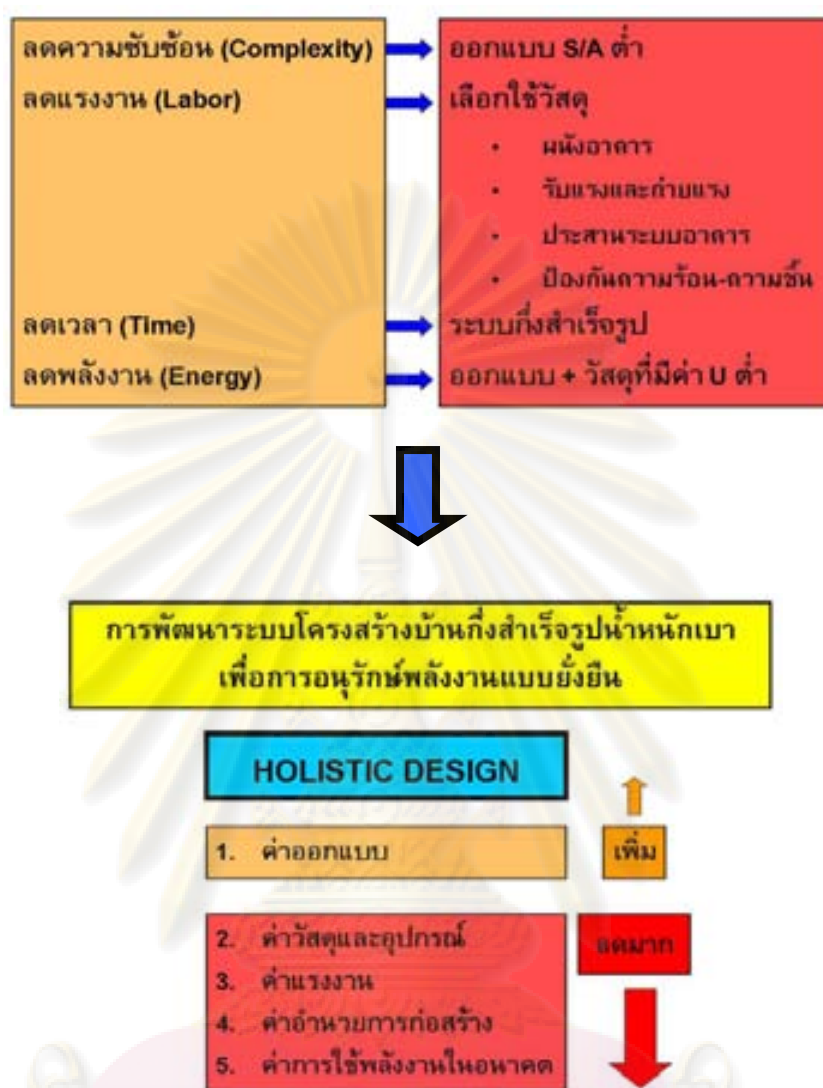 ลดความซับซ้อน (Complexity)
ออกแบบ S/A ต่ำ
ลดแรงงาน (Labor)
เลือกใช้วัสดุ
• ผนังอาคาร
• รับแรงและถ่ายแรง
• ประสานระบบอาคาร
• ป้องกันความร้อน-ความชื้น
ลดเวลา (Time)
ระบบกึ่งสำเร็จรูป
ลดพลังงาน (Energy)
ออกแบบ + วัสดุที่มีค่า U ต่ำ
การพัฒนาระบบโครงสร้างบ้านกึ่งสำเร็จรูปน้ำหนักเบา
เพื่อการอนุรักษ์พลังงานแบบยั่งยืน
HOLISTIC DESIGN
1. ค่าออกแบบ
เพิ่ม
2. ค่าวัสดุและอุปกรณ์
ลดมาก
3. ค่าแรงงาน
4. ค่าอำนวยการก่อสร้าง
5. ค่าการใช้พลังงานในอนาคต